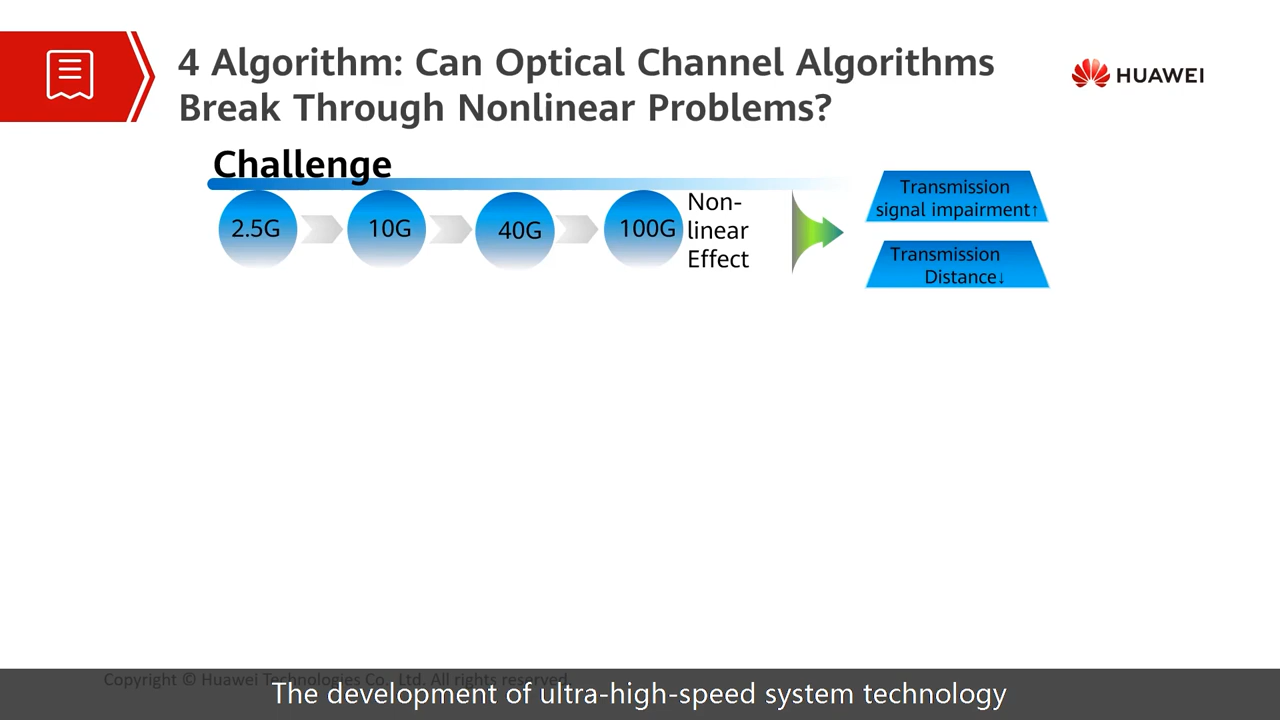 4 Algorithm: Can Optical Channel Algorithms
Break Through Nonlinear Problems?
HUAWEI
Challenge
2.5G
10G
40G
100G
Non-
linear
Effect
Transmission
signal impairment↑
Transmission
Distance↓
Copyright © Huawei Technologies Co., Ltd. All rights reserved.
The development of ultra-high-speed system technology